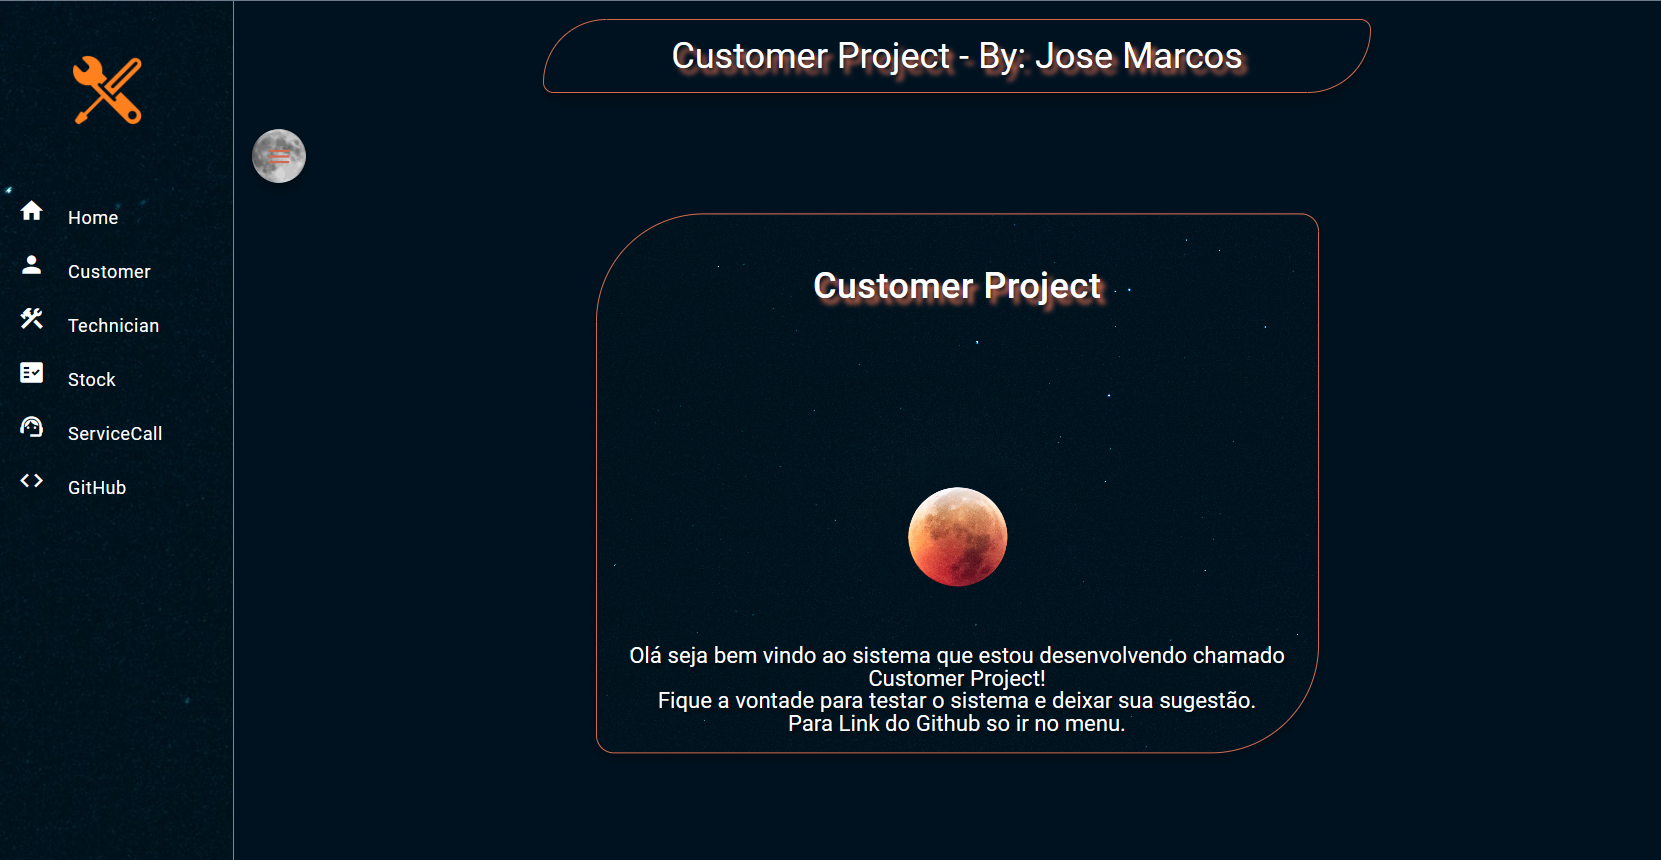 Customer Project - By: Jose Marcos
Home
Customer
Technician
Stock
ServiceCall
GitHub
Customer Project
Olá seja bem vindo ao sistema que estou desenvolvendo chamado
Customer Project!
Fique a vontade para testar o sistema e deixar sua sugestão.
Para Link do Github so ir no menu.